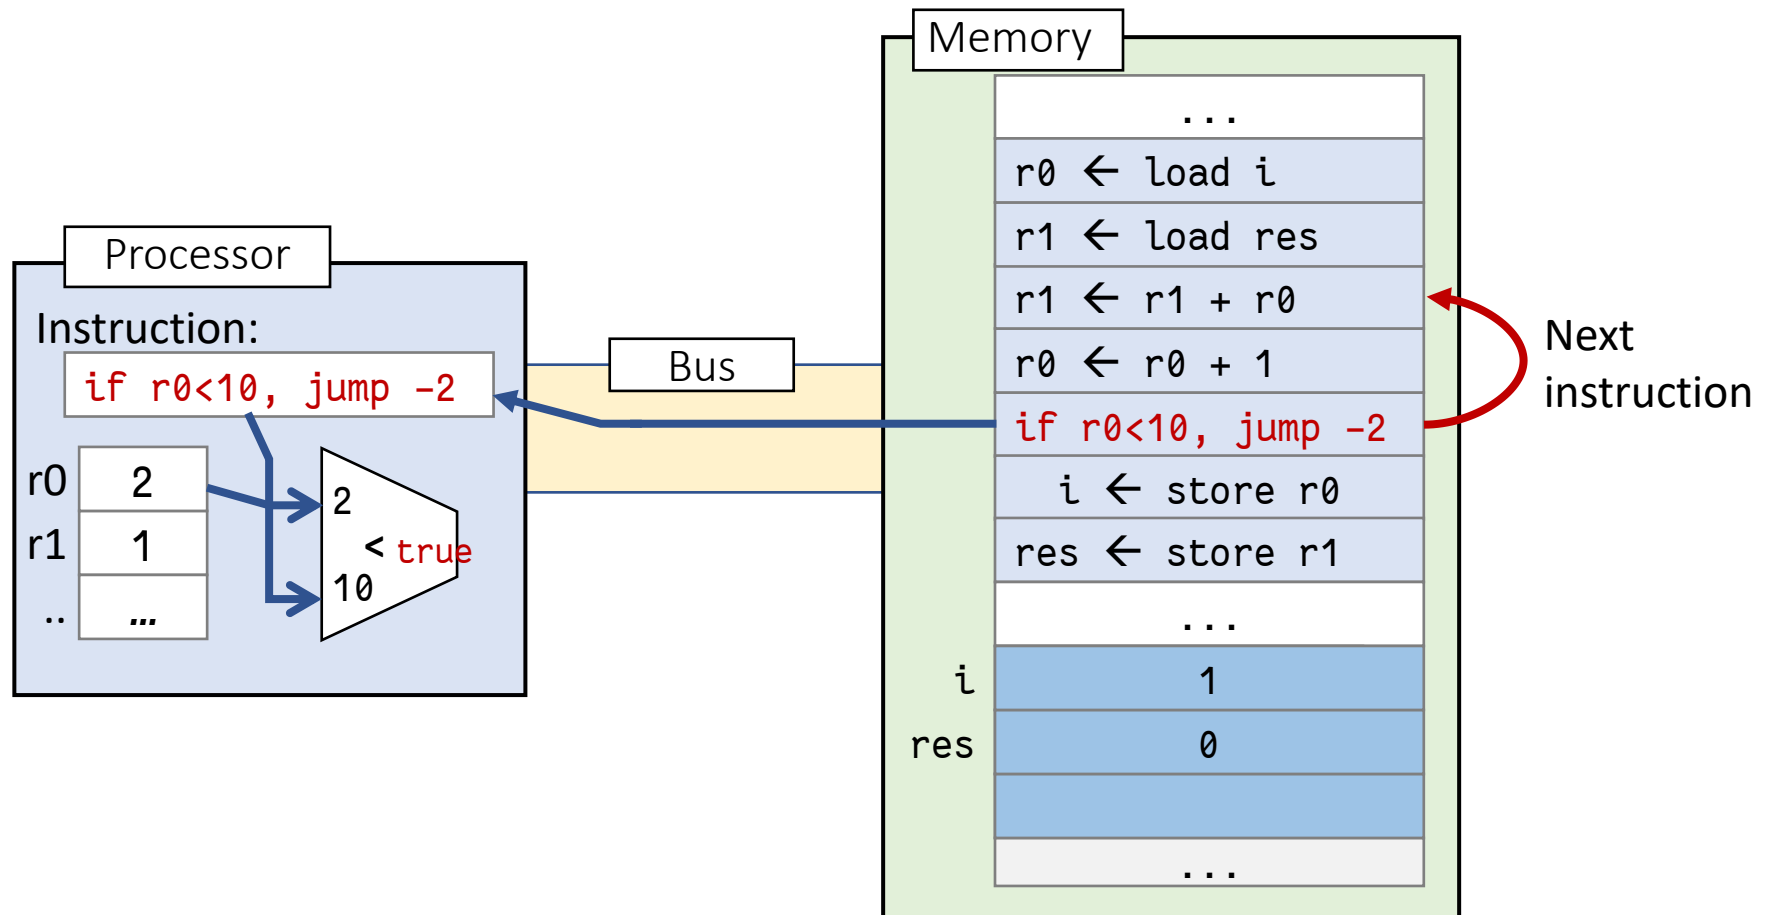 Memory
...
r0 ← load i
r1 ← load res
r1 ← r1 + r0
r0 ← r0 + 1
if r0<10, jump -2
i ← store r0
res ← store r1
...
i 1
res 0
...
Next
instruction
Bus
Processor
Instruction:
if r0<10, jump -2
r0 2
r1 1
.. ...
2
< true
10